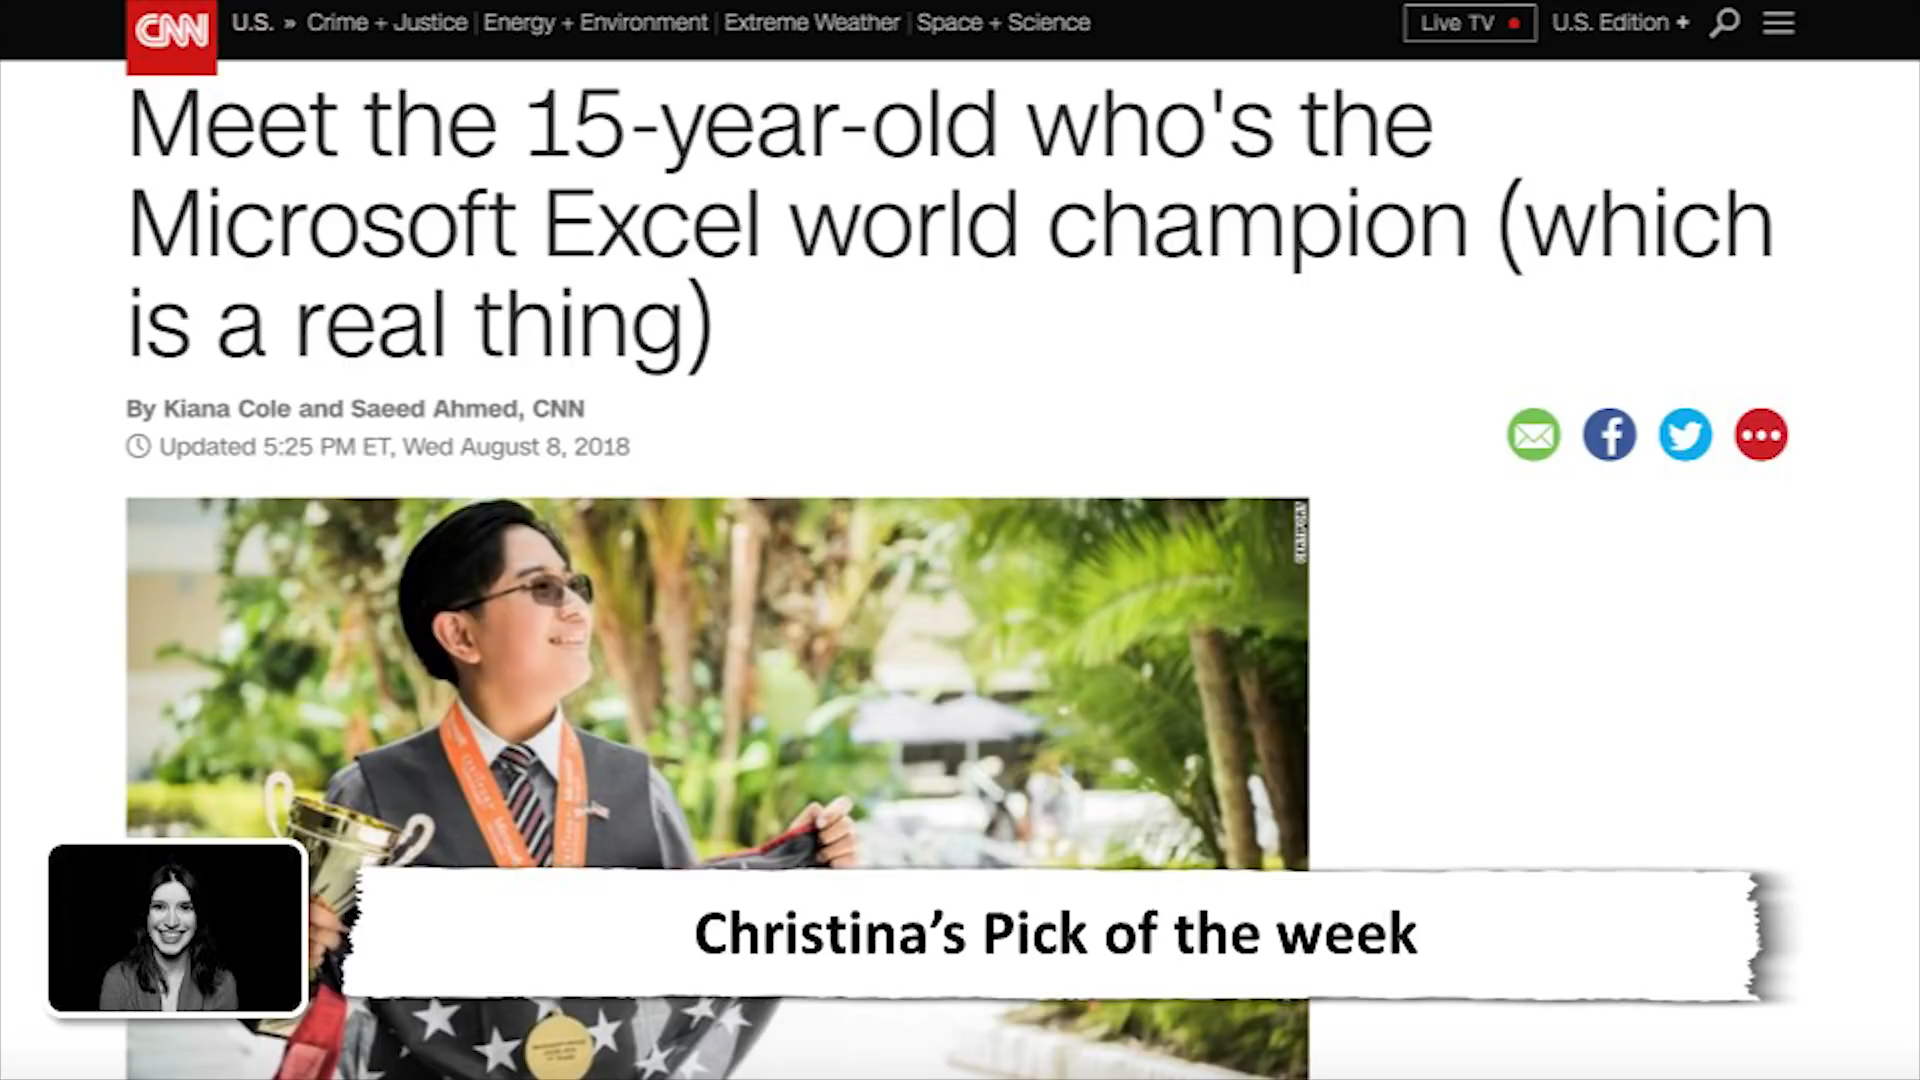 CNN U.S. » Crime + Justice | Energy + Environment | Extreme Weather | Space + Science Live TV U.S. Edition +
Meet the 15-year-old who's the
Microsoft Excel world champion (which
is a real thing)
By Kiana Cole and Saeed Ahmed, CNN
Updated 5:25 PM ET, Wed August 8, 2018
Christina’s Pick of the week